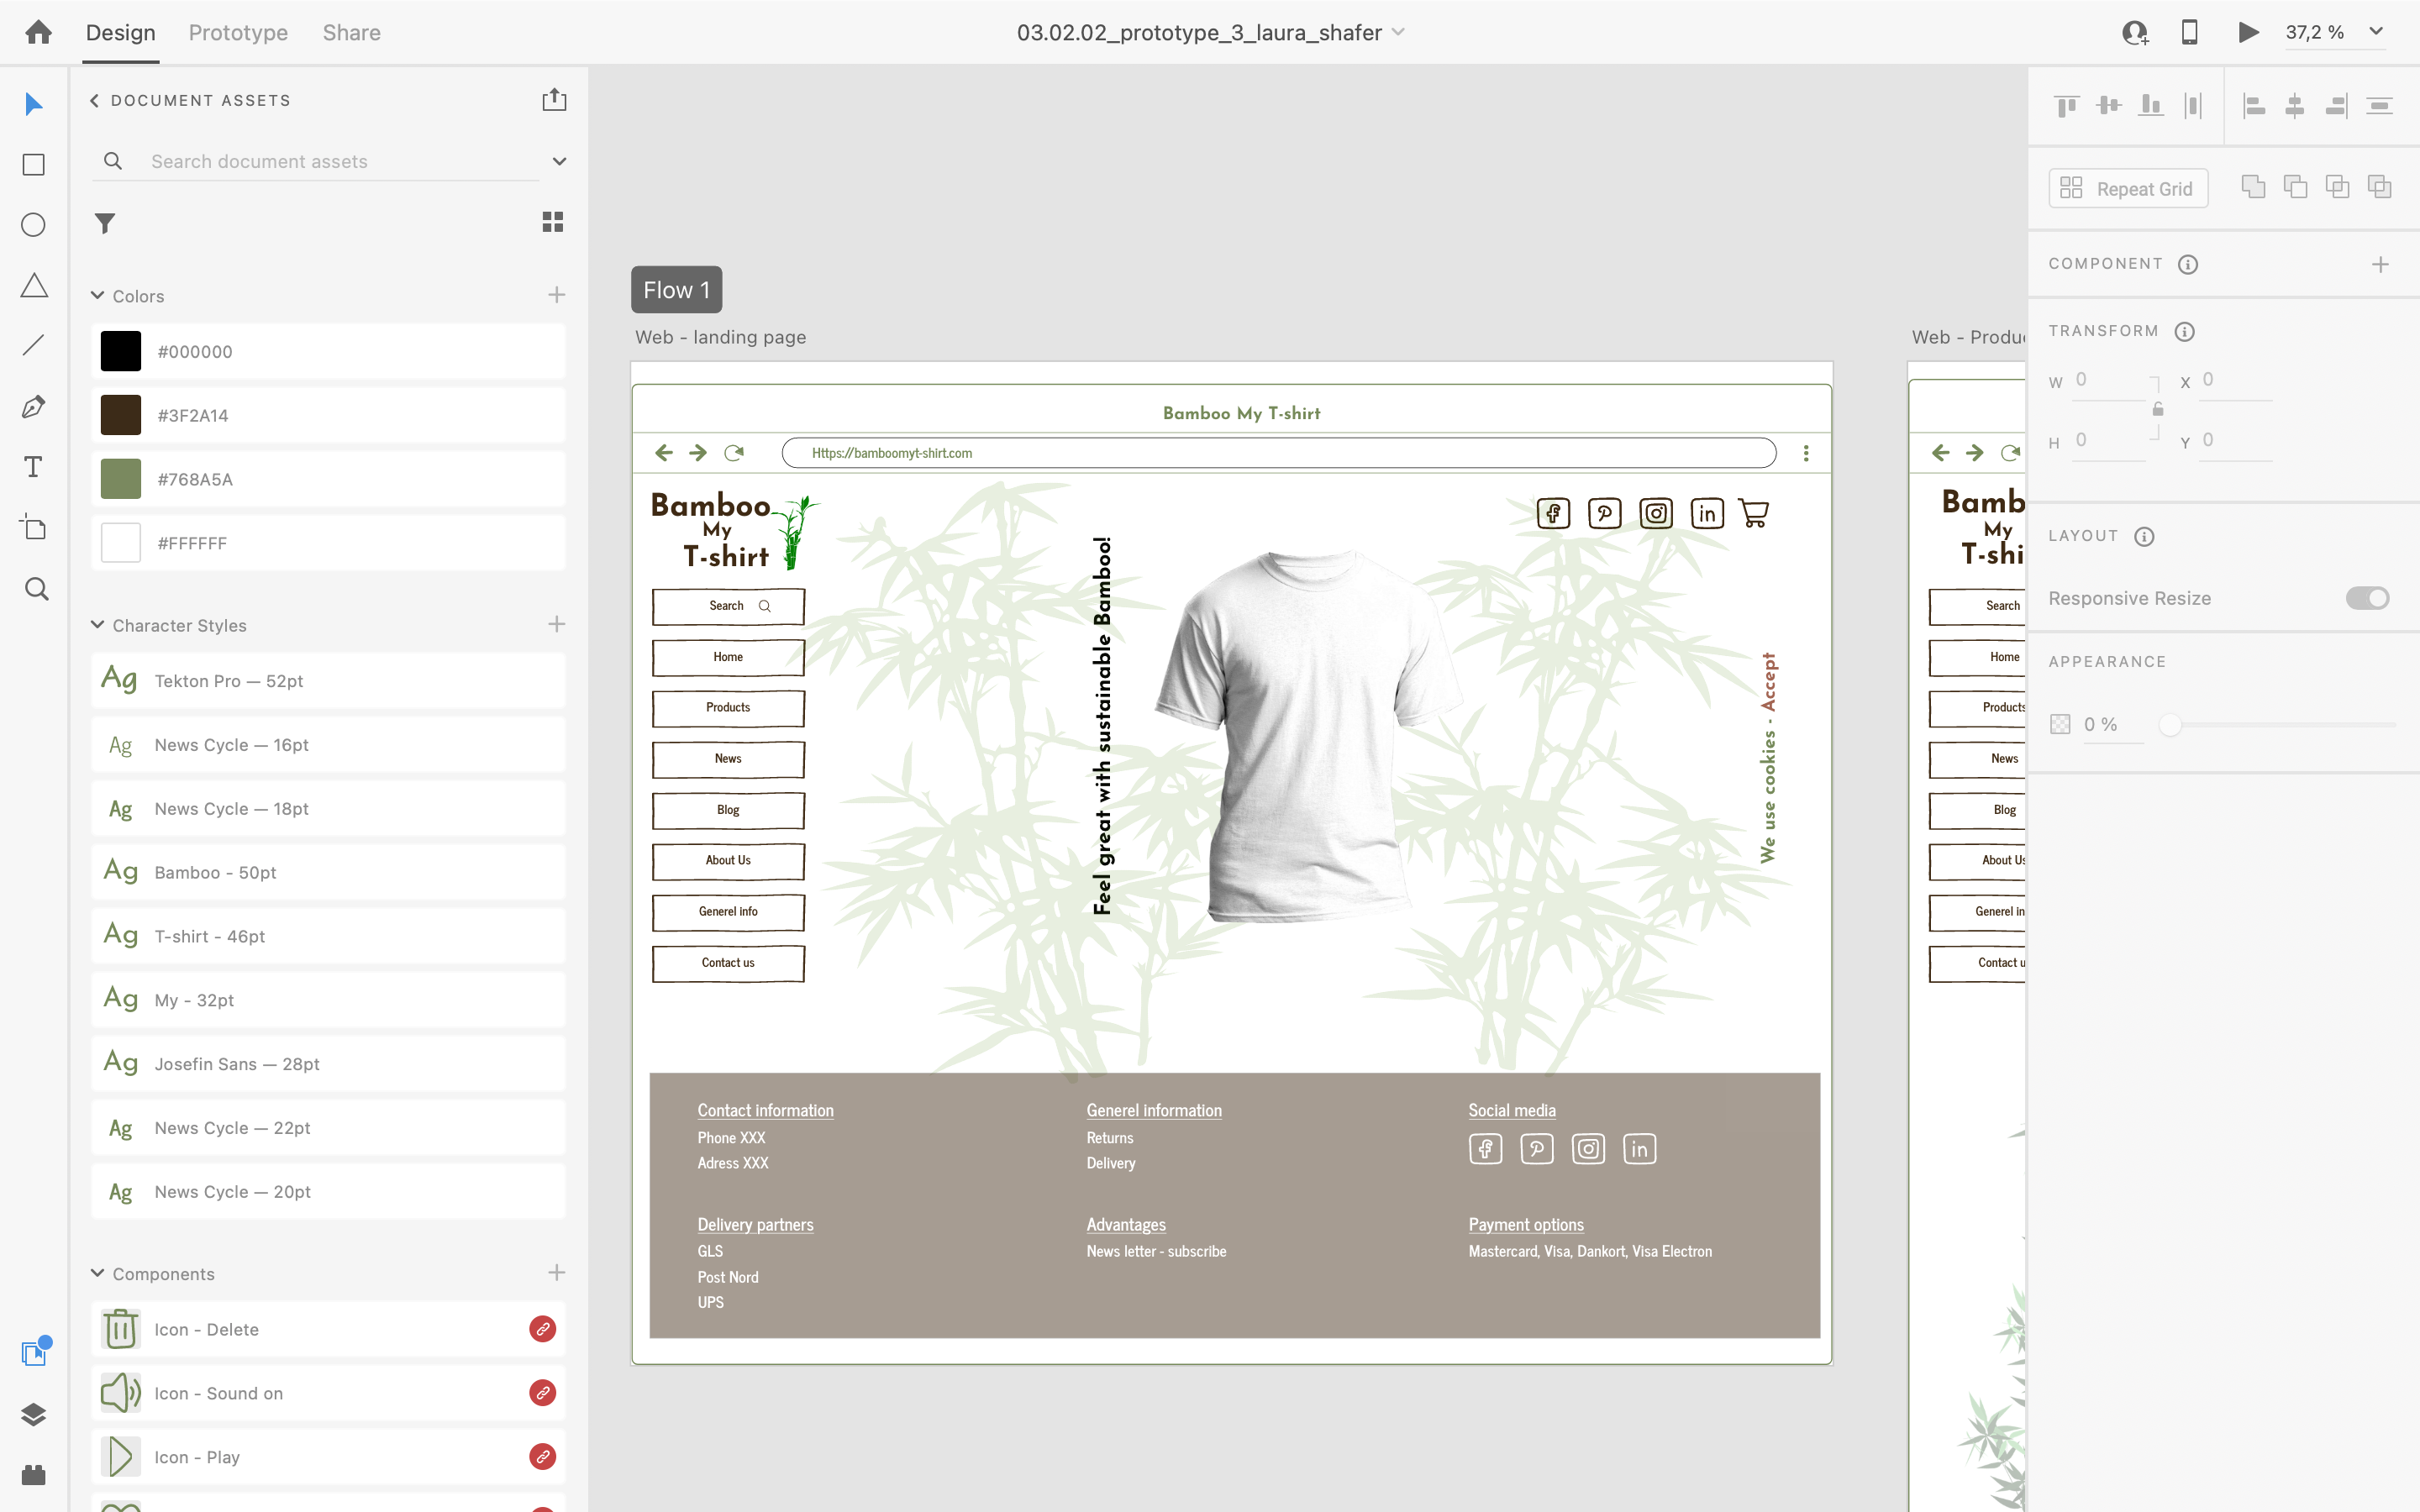 Design Prototype Share
03.02.02_prototype_3_laura_shafer
37,2 %
DOCUMENT ASSETS
Search document assets
Colors
#000000
#3F2A14
#768A5A
#FFFFFF
Character Styles
Ag Tekton Pro — 52pt
Ag News Cycle — 16pt
Ag News Cycle — 18pt
Ag Bamboo - 50pt
Ag T-shirt - 46pt
Ag My - 32pt
Ag Josefin Sans — 28pt
Ag News Cycle — 22pt
Ag News Cycle — 20pt
Components
Icon - Delete
Icon - Sound on
Icon - Play
Flow 1
Web - landing page
Bamboo My T-shirt
Https://bamboomyt-shirt.com
Bamboo
My
T-shirt
Search
Home
Products
News
Blog
About Us
Generel info
Contact us
Feel great with sustainable Bamboo!
We use cookies - Accept
Contact information
Phone XXX
Adress XXX
Generel information
Returns
Delivery
Social media
Delivery partners
GLS
Post Nord
UPS
Advantages
News letter - subscribe
Payment options
Mastercard, Visa, Dankort, Visa Electron
Web - Produ
Bamb
My
T-shi
Search
Home
Products
News
Blog
About Us
Generel in
Contact u
Repeat Grid
COMPONENT
TRANSFORM
W 0 X 0
H 0 Y 0
LAYOUT
Responsive Resize
APPEARANCE
0 %